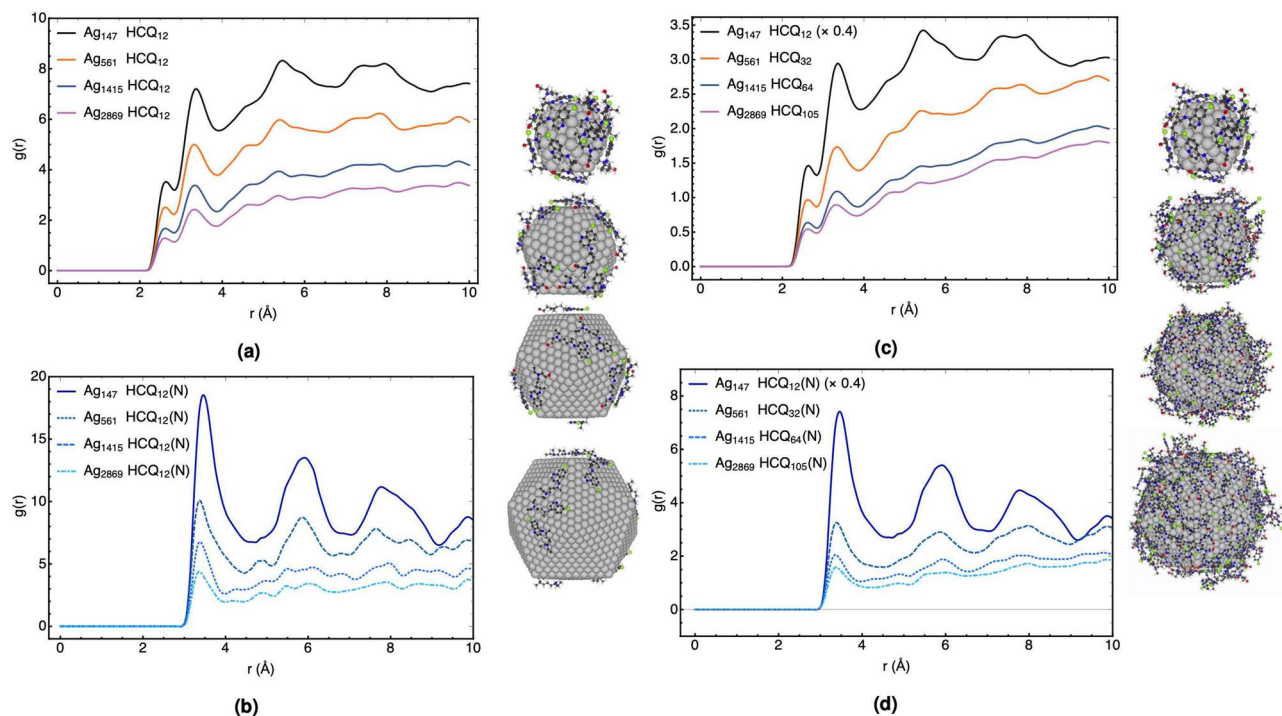 10
8
6
4
2
0
g(r)
Ag147 HCQ12
Ag561 HCQ12
Ag1415 HCQ12
Ag2869 HCQ12
0 2 4 6 8 10
r (Å)
(a)
20
15
10
5
0
g(r)
Ag147 HCQ12(N)
Ag561 HCQ12(N)
Ag1415 HCQ12(N)
Ag2869 HCQ12(N)
0 2 4 6 8 10
r (Å)
(b)
3.5
3.0
2.5
2.0
1.5
1.0
0.5
0.0
g(r)
Ag147 HCQ12 (× 0.4)
Ag561 HCQ32
Ag1415 HCQ64
Ag2869 HCQ105
0 2 4 6 8 10
r (Å)
(c)
8
6
4
2
0
g(r)
Ag147 HCQ12(N) (× 0.4)
Ag561 HCQ32(N)
Ag1415 HCQ64(N)
Ag2869 HCQ105(N)
0 2 4 6 8 10
r (Å)
(d)